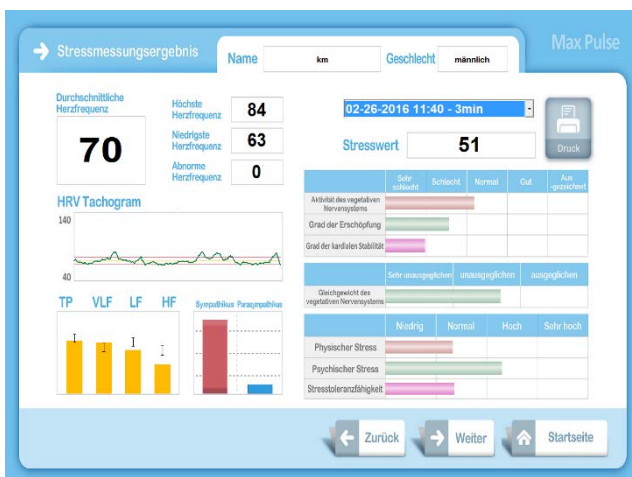 Stressmessungsergebnis
Name
km
Geschlecht
männlich
Max Pulse
Durchschnittliche
Herzfrequenz
70
Höchste
Herzfrequenz
84
Niedrigste
Herzfrequenz
63
Abnorme
Herzfrequenz
0
02-26-2016 11:40 - 3min
Stresswert
51
Druck
HRV Tachogram
140
40
TP VLF LF HF
Sympathikus Parasympathikus
Sehr
schlecht
Schlecht
Normal
Gut
Aus
-gezeichnet
Aktivität des vegetativen
Nervensystems
Grad der Erschöpfung
Grad der kardialen Stabilität
Sehr unausgeglichen unausgeglichen ausgeglichen
Gleichgewicht des
vegetativen Nervensystems
Niedrig Normal Hoch Sehr hoch
Physischer Stress
Psychischer Stress
Stresstoleranzfähigkeit
Zurück
Weiter
Startseite